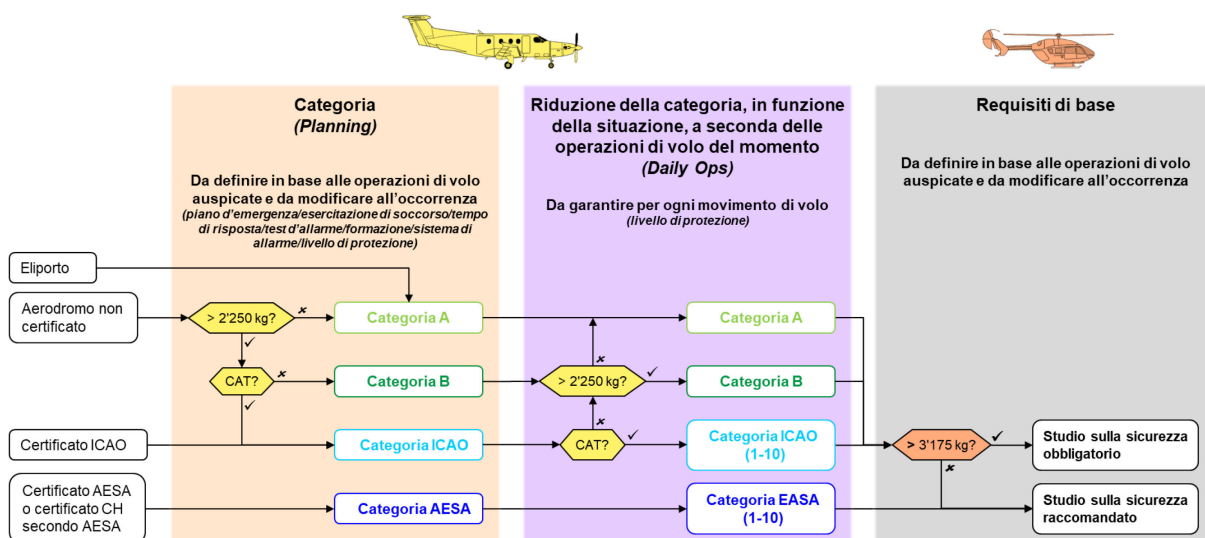 Categoria
(Planning)
Da definire in base alle operazioni di volo
auspicate e da modificare all'occorrenza
(piano d'emergenza/esercitazione di soccorso/tempo
di risposta/test d'allarme/formazione/sistema di
allarme/livello di protezione)
Riduzione della categoria, in funzione
della situazione, a seconda delle
operazioni di volo del momento
(Daily Ops)
Da garantire per ogni movimento di volo
(livello di protezione)
Requisiti di base
Da definire in base alle operazioni di volo
auspicate e da modificare all'occorrenza
Eliporto
Aerodromo non
certificato
> 2'250 kg?
Categoria A
Categoria A
CAT?
Categoria B
> 2'250 kg?
Categoria B
Certificato ICAO
Categoria ICAO
CAT?
Categoria ICAO
(1-10)
> 3'175 kg?
Studio sulla sicurezza
obbligatorio
Certificato AESA
o certificato CH
secondo AESA
Categoria AESA
Categoria EASA
(1-10)
Studio sulla sicurezza
raccomandato